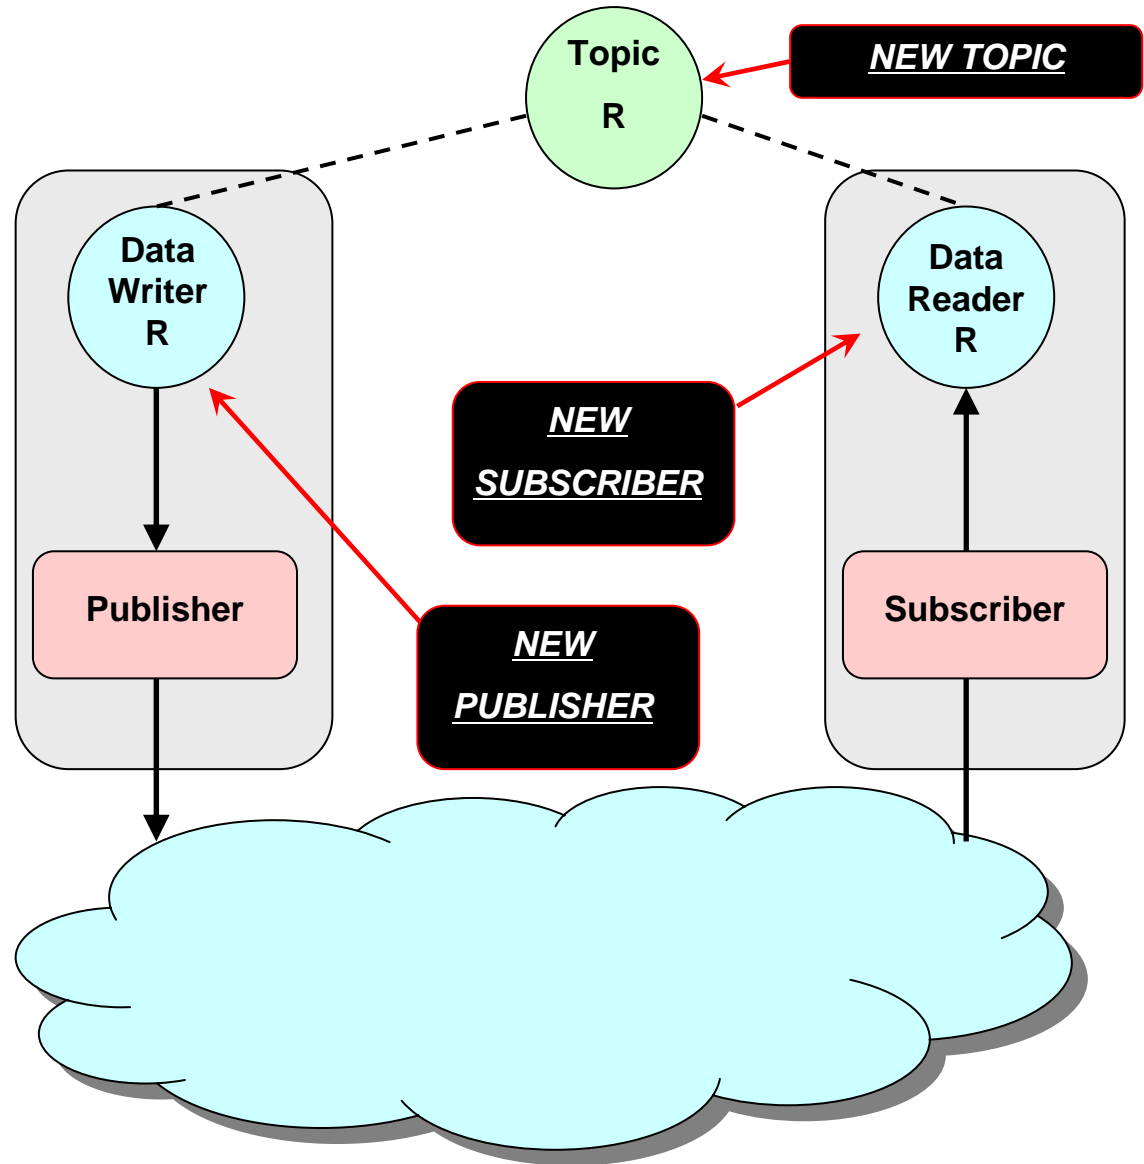 Topic
R
NEW TOPIC
Data
Writer
R
Data
Reader
R
NEW
SUBSCRIBER
Publisher
NEW
PUBLISHER
Subscriber